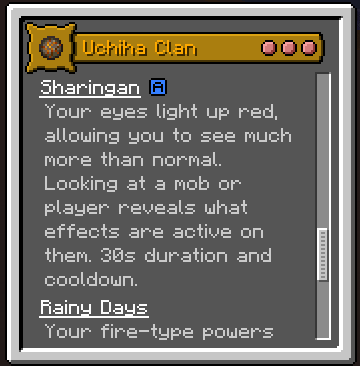 Uchiha Clan
Sharingan A
Your eyes light up red,
allowing you to see much
more than normal.
Looking at a mob or
player reveals what
effects are active on
them. 30s duration and
cooldown.
Rainy Days
Your fire-type powers